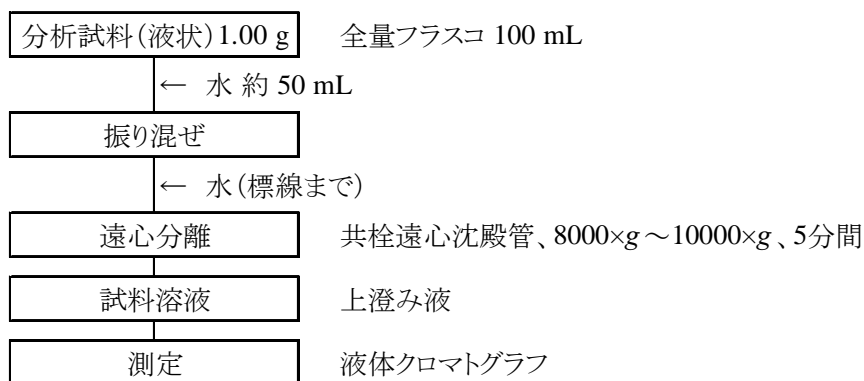 分析試料(液状)1.00 g 全量フラスコ 100 mL
← 水 約 50 mL
振り混ぜ
← 水(標線まで)
遠心分離 共栓遠心沈殿管、8000×g~10000×g、5分間
試料溶液 上澄み液
測定 液体クロマトグラフ